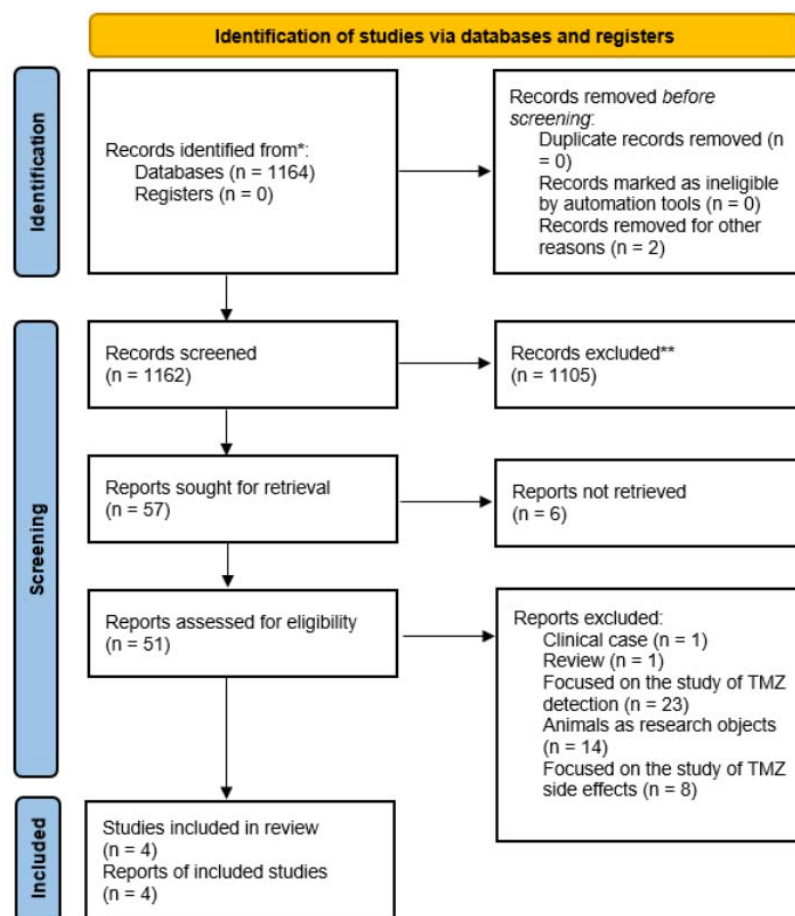 Identification of studies via databases and registers
Identification
Records identified from*:
Databases (n = 1164)
Registers (n = 0)
Records removed before
screening:
Duplicate records removed (n
= 0)
Records marked as ineligible
by automation tools (n = 0)
Records removed for other
reasons (n = 2)
Screening
Records screened
(n = 1162)
Records excluded**
(n = 1105)
Reports sought for retrieval
(n = 57)
Reports not retrieved
(n = 6)
Reports assessed for eligibility
(n = 51)
Reports excluded:
Clinical case (n = 1)
Review (n = 1)
Focused on the study of TMZ
detection (n = 23)
Animals as research objects
(n = 14)
Focused on the study of TMZ
side effects (n = 8)
Included
Studies included in review
(n = 4)
Reports of included studies
(n = 4)